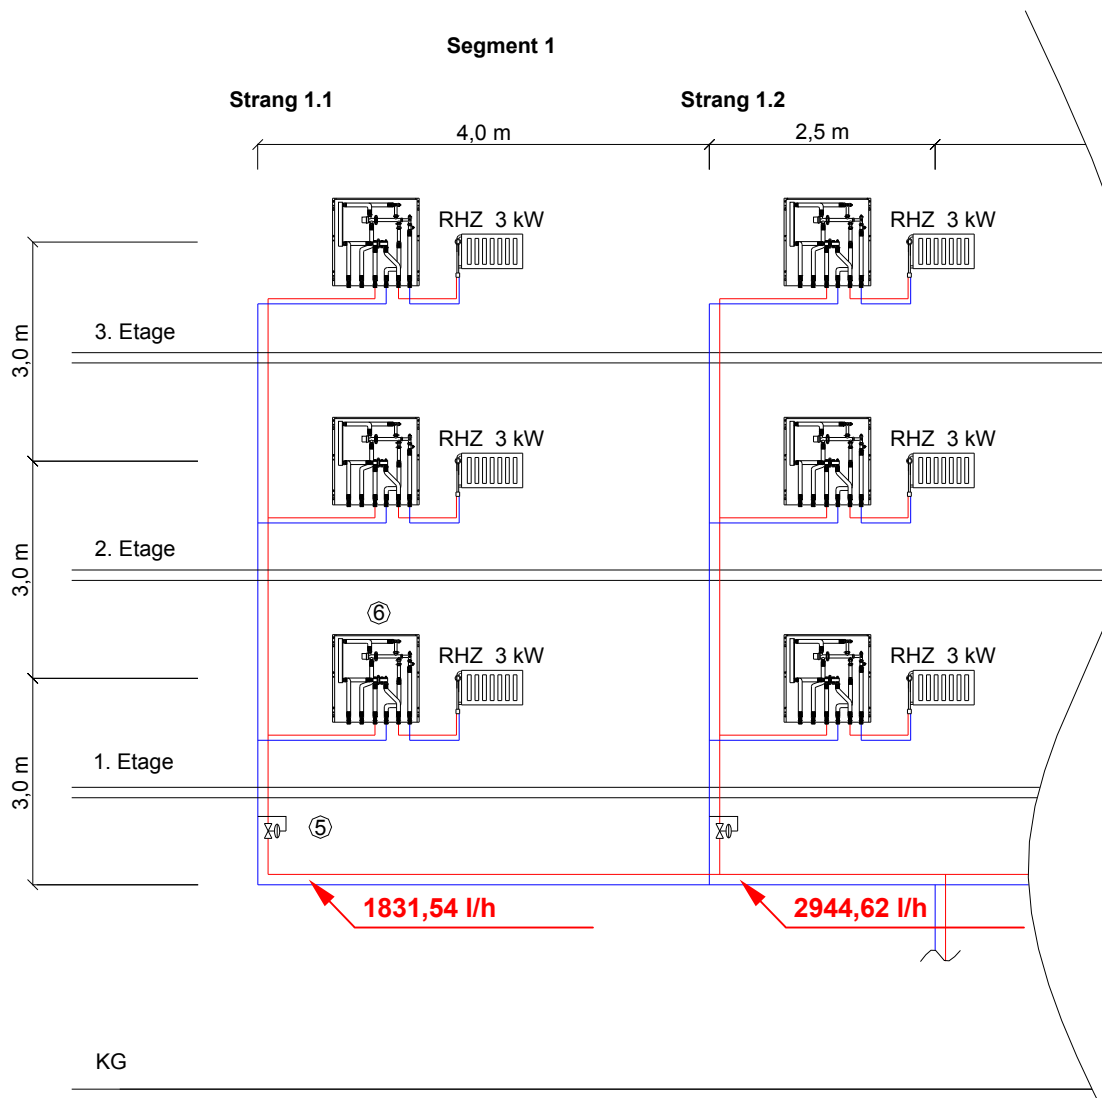 Segment 1
Strang 1.1
Strang 1.2
4,0 m
2,5 m
RHZ 3 kW
RHZ 3 kW
3. Etage
3,0 m
RHZ 3 kW
RHZ 3 kW
2. Etage
3,0 m
6
RHZ 3 kW
RHZ 3 kW
1. Etage
3,0 m
5
1831,54 l/h
2944,62 l/h
KG